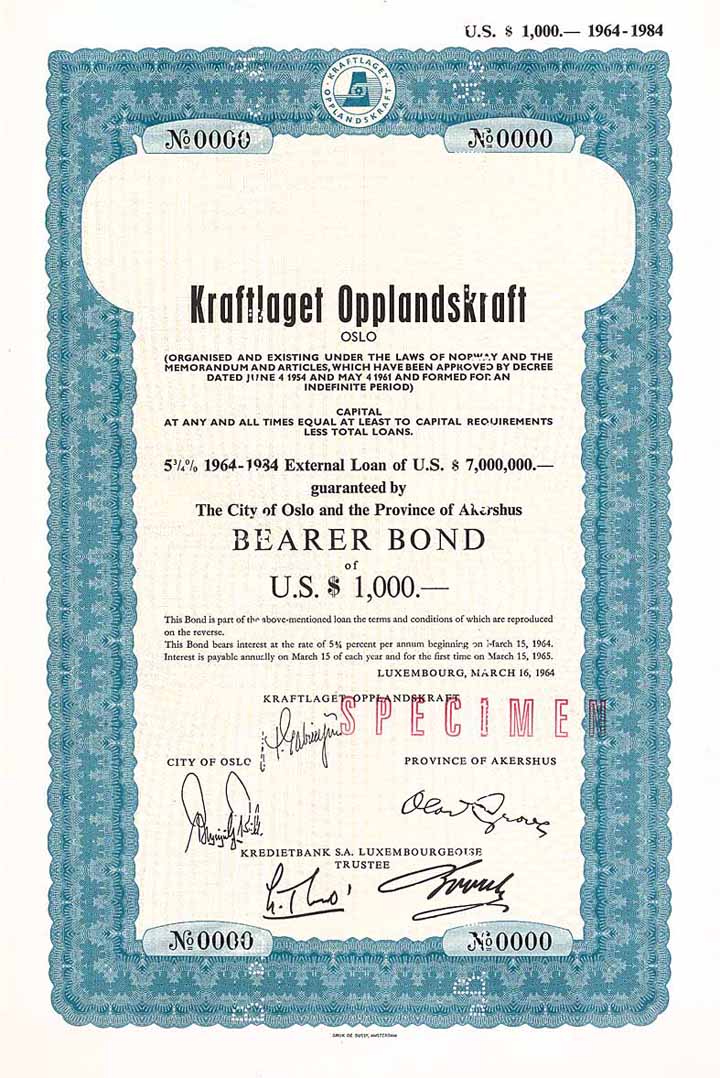 U.S. $ 1,000.— 1964-1984
KRAFTLAGET
OPPLANDSKRAFT
№ 0000 № 0000
Kraftlaget Opplandskraft
OSLO
(ORGANISED AND EXISTING UNDER THE LAWS OF NORWAY AND THE
MEMORANDUM AND ARTICLES, WHICH HAVE BEEN APPROVED BY DECREE
DATED JUNE 4 1954 AND MAY 4 1961 AND FORMED FOR AN
INDEFINITE PERIOD)
CAPITAL
AT ANY AND ALL TIMES EQUAL AT LEAST TO CAPITAL REQUIREMENTS
LESS TOTAL LOANS.
5¾% 1964-1984 External Loan of U.S. $ 7,000,000.—
guaranteed by
The City of Oslo and the Province of Akershus
BEARER BOND
of
U.S. $ 1,000.—
This Bond is part of the above-mentioned loan the terms and conditions of which are reproduced
on the reverse.
This Bond bears interest at the rate of 5¾ percent per annum beginning on March 15, 1964.
Interest is payable annually on March 15 of each year and for the first time on March 15, 1965.
LUXEMBOURG, MARCH 16, 1964
KRAFTLAGET OPPLANDSKRAFT
SPECIMEN
CITY OF OSLO PROVINCE OF AKERSHUS
KREDIETBANK S.A. LUXEMBOURGEOISE
TRUSTEE
№ 0000 № 0000